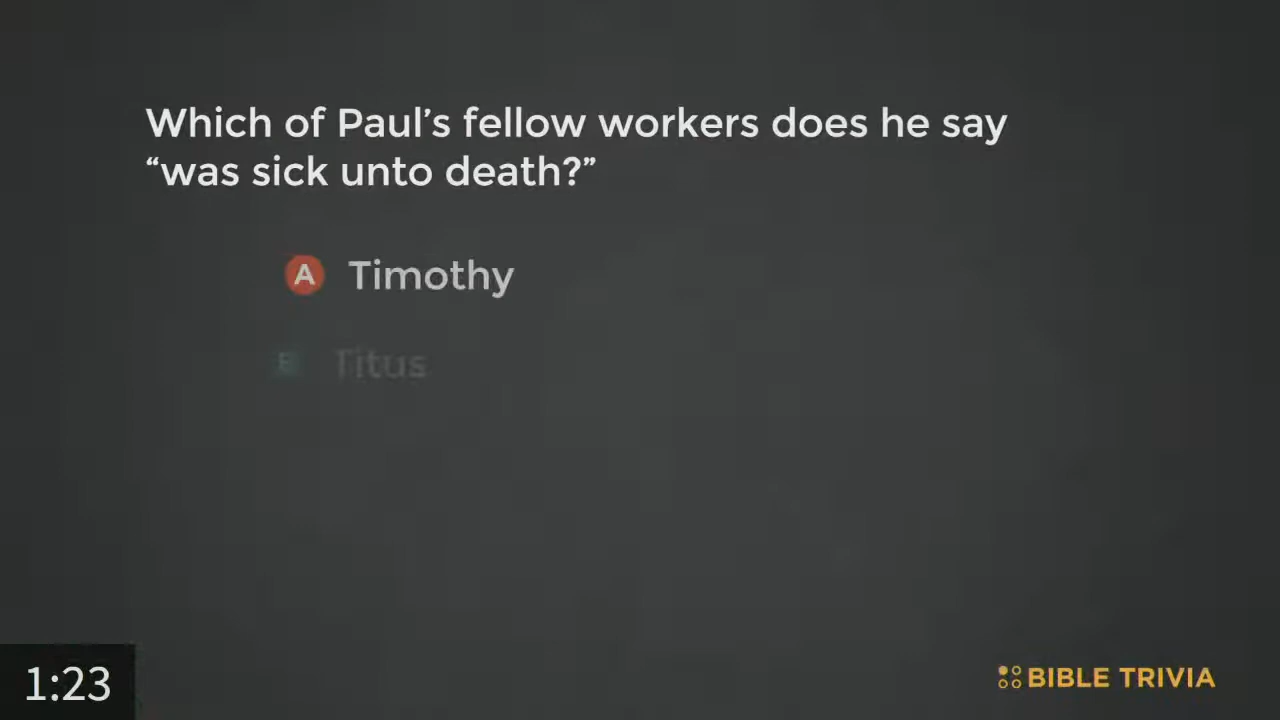 Which of Paul’s fellow workers does he say
“was sick unto death?”
A Timothy
B Titus
1:23
BIBLE TRIVIA